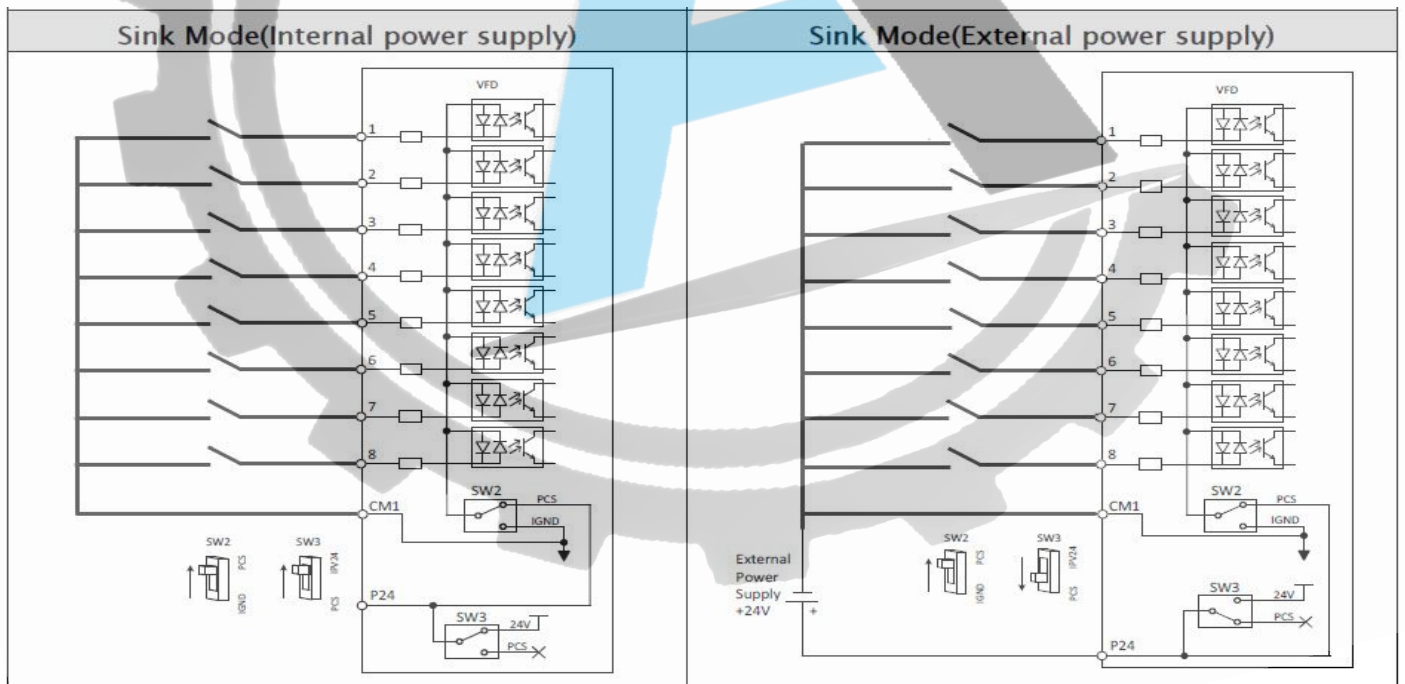 Sink Mode(Internal power supply)
VFD
1
2
3
4
5
6
7
8
SW2
PCS
IGND
CM1
SW2
PCS
IGND
SW3
IPV24
PCS
P24
SW3
24V
PCS
Sink Mode(External power supply)
VFD
1
2
3
4
5
6
7
8
SW2
PCS
IGND
CM1
External
Power
Supply
+24V
+
SW2
PCS
IGND
SW3
IPV24
PCS
SW3
24V
PCS
P24